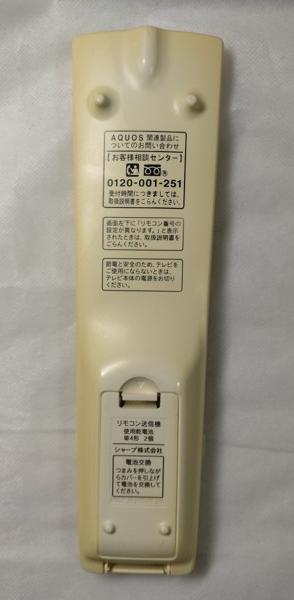 AQUOS 関連製品に
ついてのお問い合わせ
【お客様相談センター】
0120-001-251
受付時間につきましては、
取扱説明書をごらんください。
画面左下に「リモコン番号の
設定が異なります。」と表示
されたときは、取扱説明書を
ごらんください。
節電と安全のため、テレビを
ご使用にならないときは、
テレビ本体の電源をお切り
ください。
リモコン送信機
使用乾電池
単4形 2個
シャープ株式会社
電池交換
つまみを押しなが
らカバーを引上げ
て電池を交換して
ください。